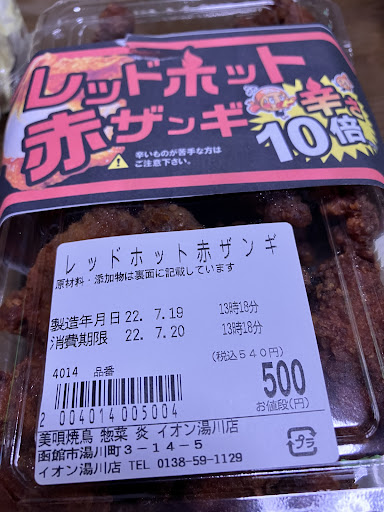 レッドホット
赤ザンギ
辛さ
10倍
辛いものが苦手な方は
ご注意下さい。
レッドホット赤ザンギ
原材料・添加物は裏面に記載しています
製造年月日 22. 7.19 13時18分
消費期限 22. 7.20 13時18分
(税込540円)
4014 品番
500
お値段(円)
2 004014 005004
美唄焼鳥 惣菜 炎 イオン湯川店
函館市湯川町3-14-5
イオン湯川店 TEL 0138-59-1129
プラ